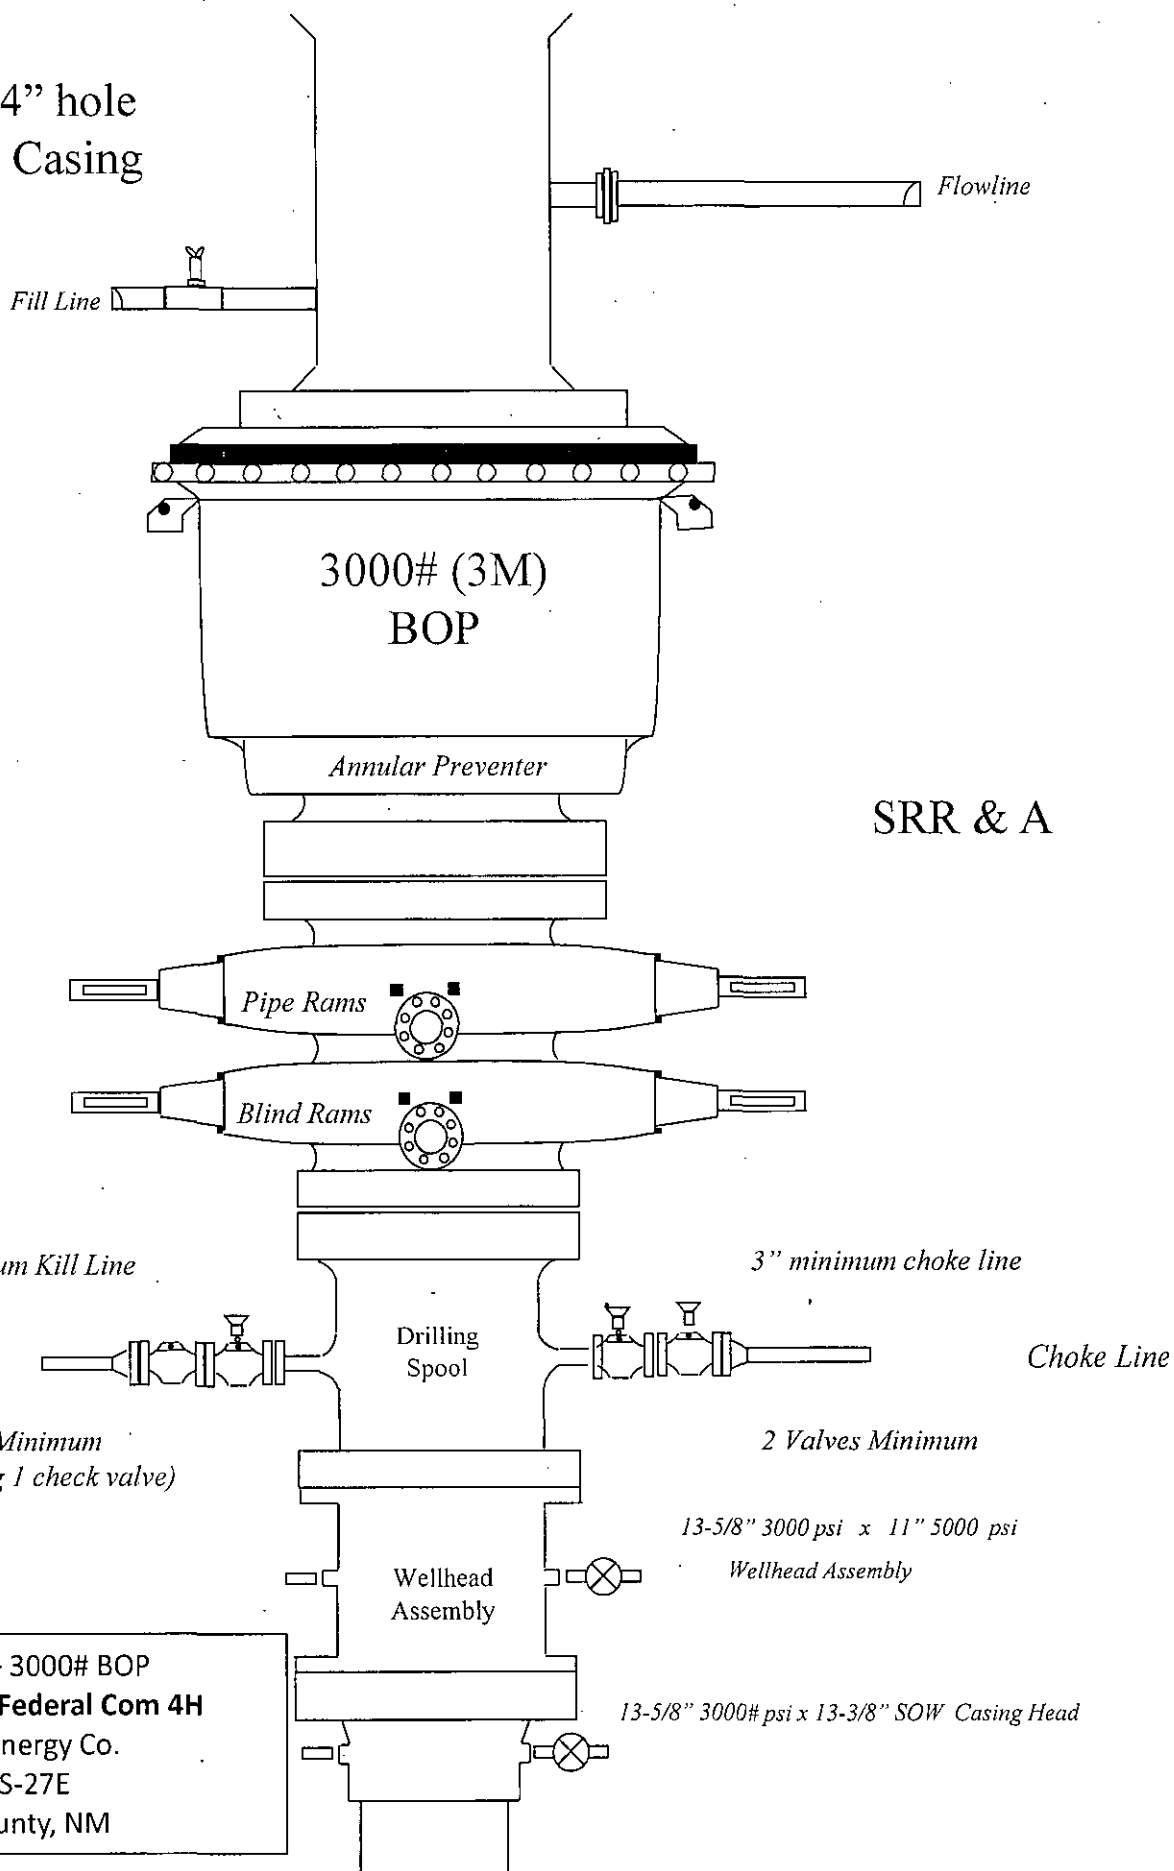 4” hole
Casing
Flowline
Fill Line
3000# (3M)
BOP
Annular Preventer
SRR & A
Pipe Rams
Blind Rams
um Kill Line
3” minimum choke line
Drilling
Spool
Choke Line
Minimum
g 1 check valve)
2 Valves Minimum
13-5/8” 3000 psi x 11” 5000 psi
Wellhead Assembly
Wellhead
Assembly
3000# BOP
Federal Com 4H
nergy Co.
S-27E
unty, NM
13-5/8” 3000# psi x 13-3/8” SOW Casing Head